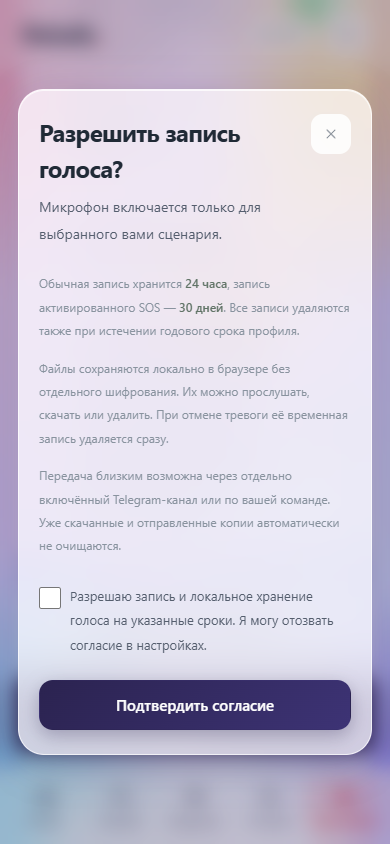 Разрешить запись
голоса?
Микрофон включается только для
выбранного вами сценария.
Обычная запись хранится 24 часа, запись
активированного SOS — 30 дней. Все записи удаляются
также при истечении годового срока профиля.
Файлы сохраняются локально в браузере без
отдельного шифрования. Их можно прослушать,
скачать или удалить. При отмене тревоги её временная
запись удаляется сразу.
Передача близким возможна через отдельно
включённый Telegram-канал или по вашей команде.
Уже скачанные и отправленные копии автоматически
не очищаются.
Разрешаю запись и локальное хранение
голоса на указанные сроки. Я могу отозвать
согласие в настройках.
Подтвердить согласие